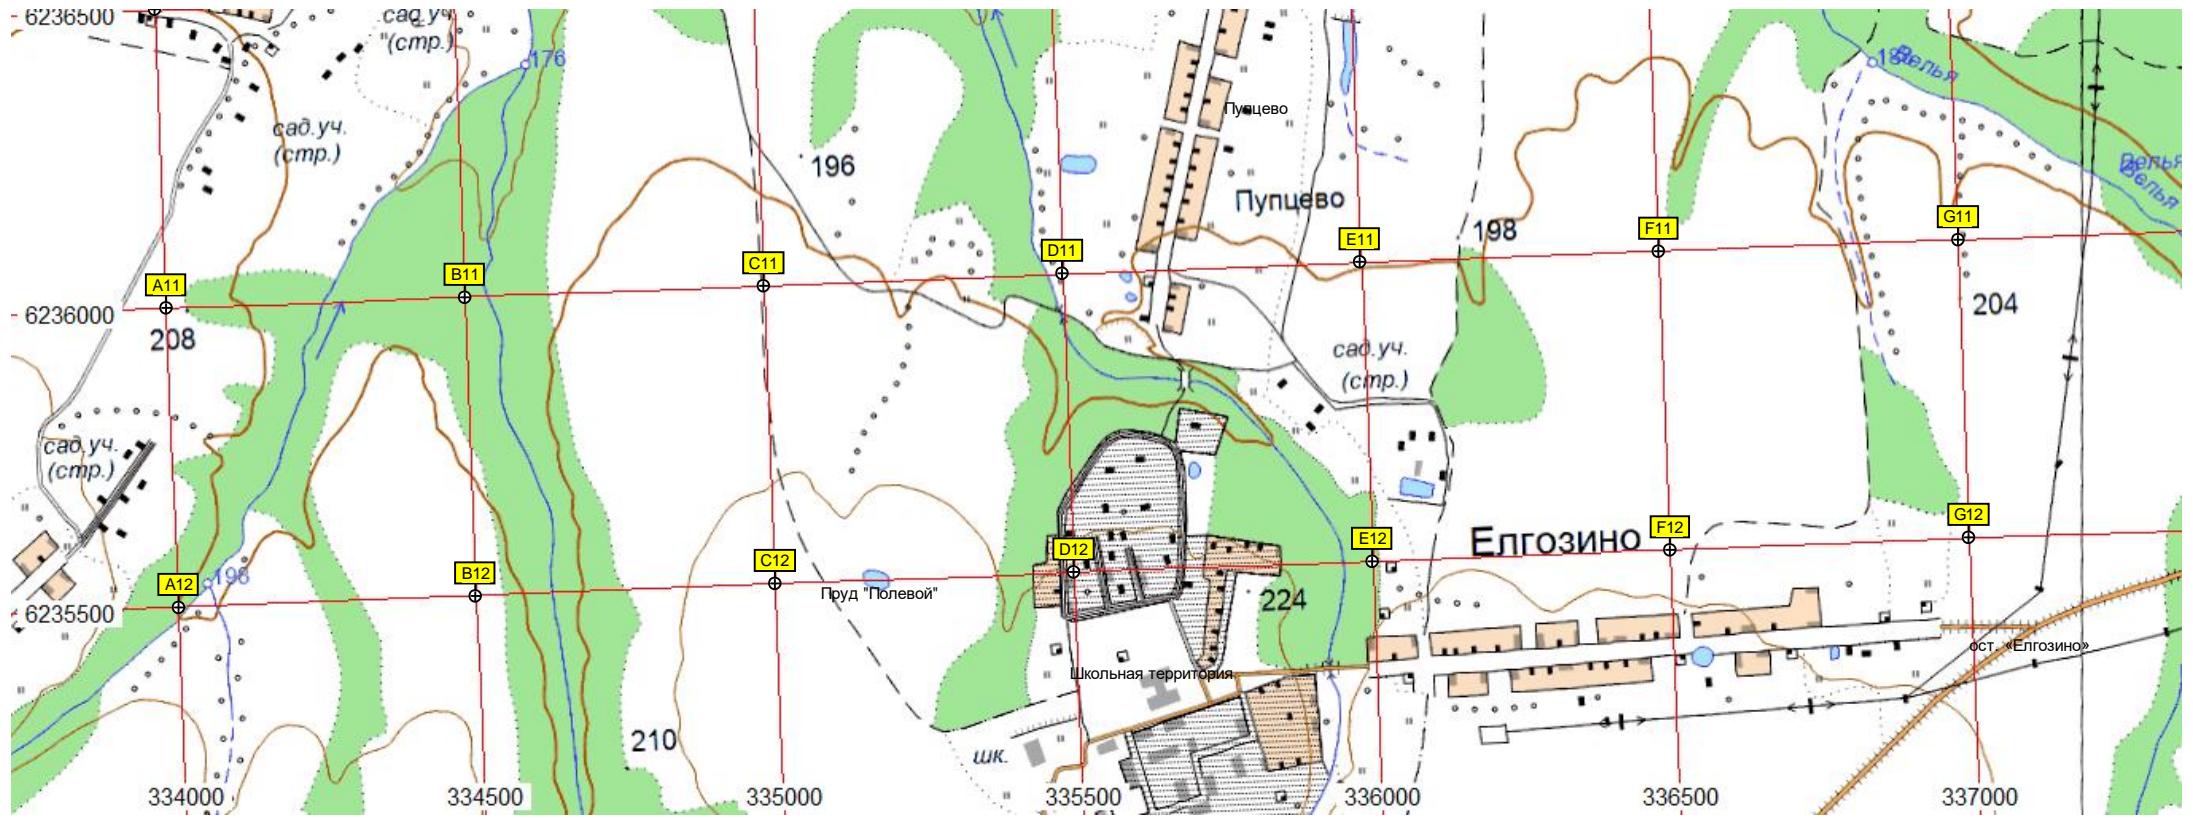 6236500
сад.уч.
"(стр.)
176
Велья
Пупцево
сад.уч.
(стр.)
196
Велья
Велья
Пупцево
198
F11
G11
E11
D11
C11
B11
A11
6236000
208
204
сад.уч.
(стр.)
сад.уч.
(стр.)
G12
F12
Елгозино
E12
D12
C12
B12
A12
198
Пруд "Полевой"
224
6235500
ост. «Елгозино»
Школьная территория
210
шк.
334000
334500
335000
335500
336000
336500
337000